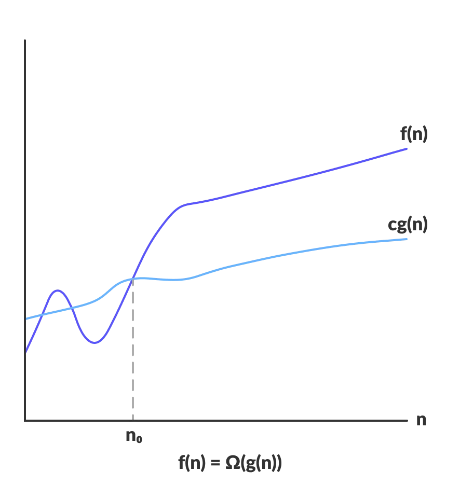 f(n)
cg(n)
n
n₀
f(n) = Ω(g(n))